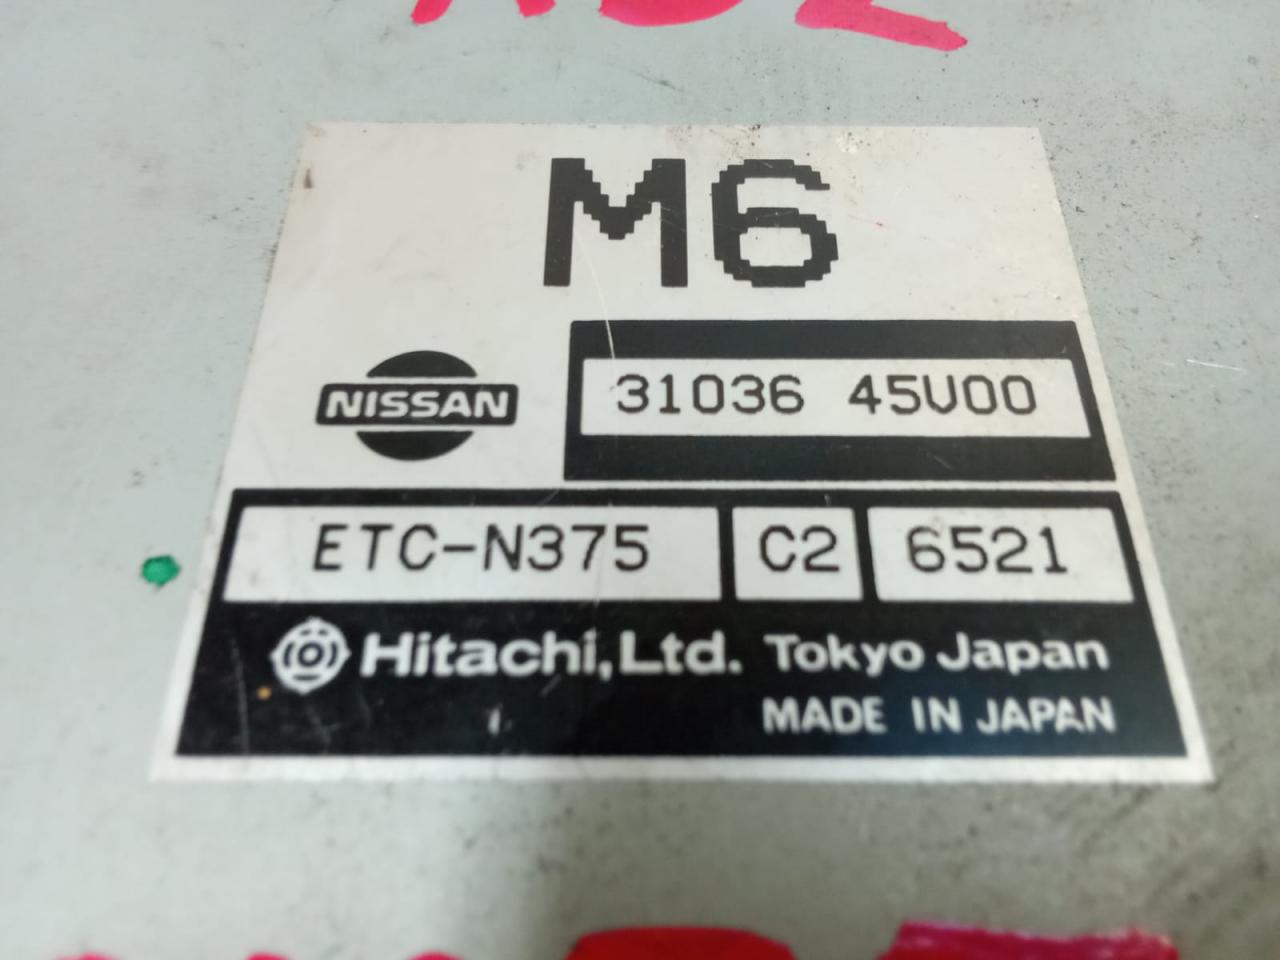 M6
NISSAN
31036 45V00
ETC-N375 C2 6521
Hitachi, Ltd. Tokyo Japan
MADE IN JAPAN